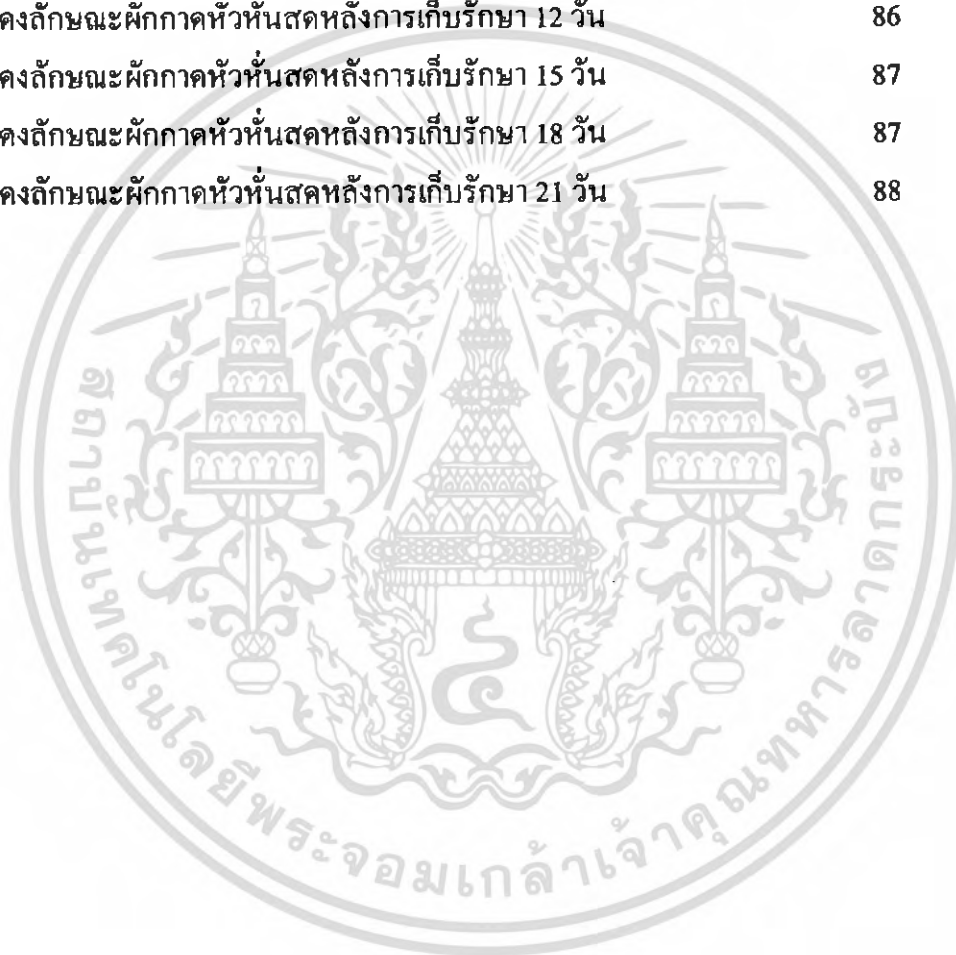 ดงลักษณะผักกาดหัวหั่นสดหลังการเก็บรักษา 12 วัน 86
ดงลักษณะผักกาดหัวหั่นสดหลังการเก็บรักษา 15 วัน 87
ดงลักษณะผักกาดหัวหั่นสดหลังการเก็บรักษา 18 วัน 87
ดงลักษณะผักกาดหัวหั่นสดหลังการเก็บรักษา 21 วัน 88
สถาบันเทคโนโลยีพระจอมเกล้าเจ้าคุณทหารลาดกระบัง